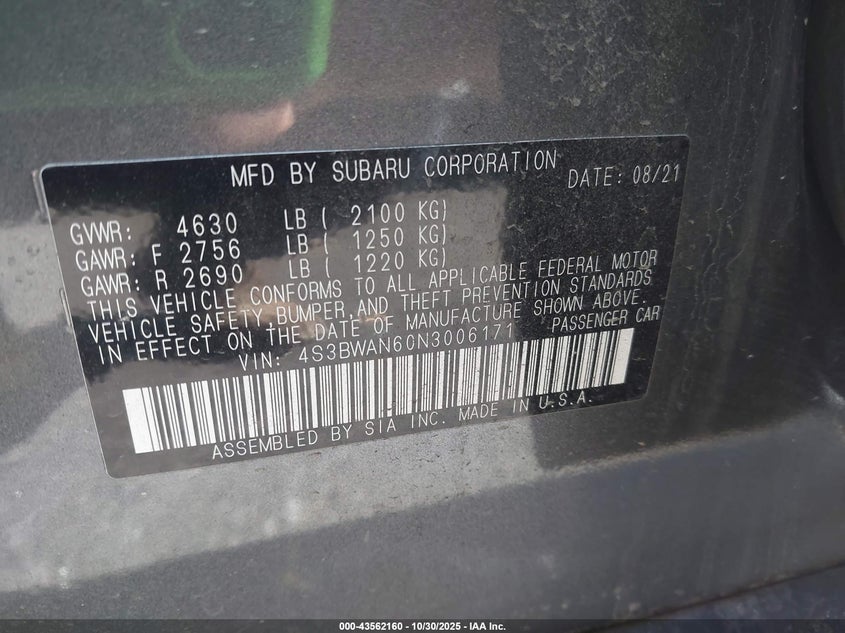 MFD BY SUBARU CORPORATION DATE: 08/21
GVWR: 4630 LB ( 2100 KG)
GAWR: F 2756 LB ( 1250 KG)
GAWR: R 2690 LB ( 1220 KG)
THIS VEHICLE CONFORMS TO ALL APPLICABLE FEDERAL MOTOR
VEHICLE SAFETY BUMPER, AND THEFT PREVENTION STANDARDS
IN EFFECT ON THE DATE OF MANUFACTURE SHOWN ABOVE.
VIN: 4S3BWAN60N3006171 PASSENGER CAR
ASSEMBLED BY SIA INC. MADE IN U.S.A.
000-43562160 - 10/30/2025 - IAA Inc.